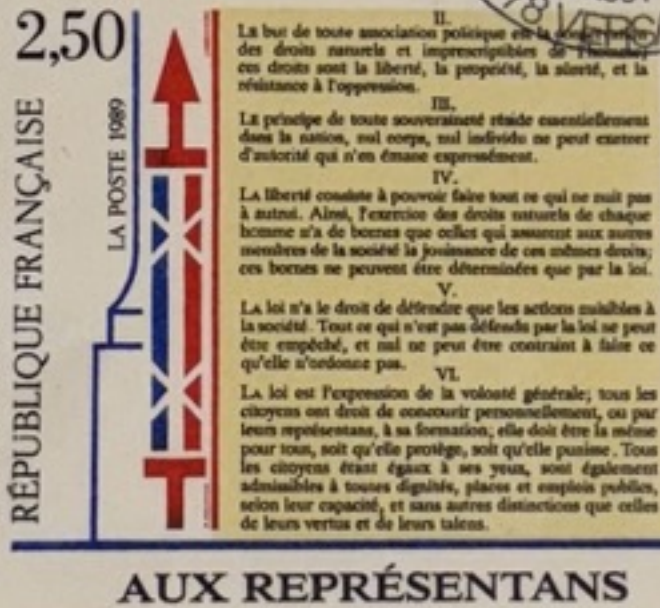 2,50
RÉPUBLIQUE FRANÇAISE
LA POSTE 1989
78 VERS
II.
LE but de toute association politique est la conservation
des droits naturels et imprescriptibles de l'homme
ces droits sont la liberté, la propriété, la sûreté, et la
résistance à l'oppression.
III.
LE principe de toute souveraineté réside essentiellement
dans la nation, nul corps, nul individu ne peut exercer
d'autorité qui n'en émane expressément.
IV.
LA liberté consiste à pouvoir faire tout ce qui ne nuit pas
à autrui. Ainsi, l'exercice des droits naturels de chaque
homme n'a de bornes que celles qui assurent aux autres
membres de la société la jouissance de ces mêmes droits;
ces bornes ne peuvent être déterminées que par la loi.
V.
LA loi n'a le droit de défendre que les actions nuisibles à
la société. Tout ce qui n'est pas défendu par la loi ne peut
être empêché, et nul ne peut être contraint à faire ce
qu'elle n'ordonne pas.
VI.
LA loi est l'expression de la volonté générale; tous les
citoyens ont droit de concourir personnellement, ou par
leurs représentans, à sa formation; elle doit être la même
pour tous, soit qu'elle protège, soit qu'elle punisse. Tous
les citoyens étant égaux à ses yeux, sont également
admissibles à toutes dignités, places et emplois publics,
selon leur capacité, et sans autres distinctions que celles
de leurs vertus et de leurs talens.
AUX REPRÉSENTANS